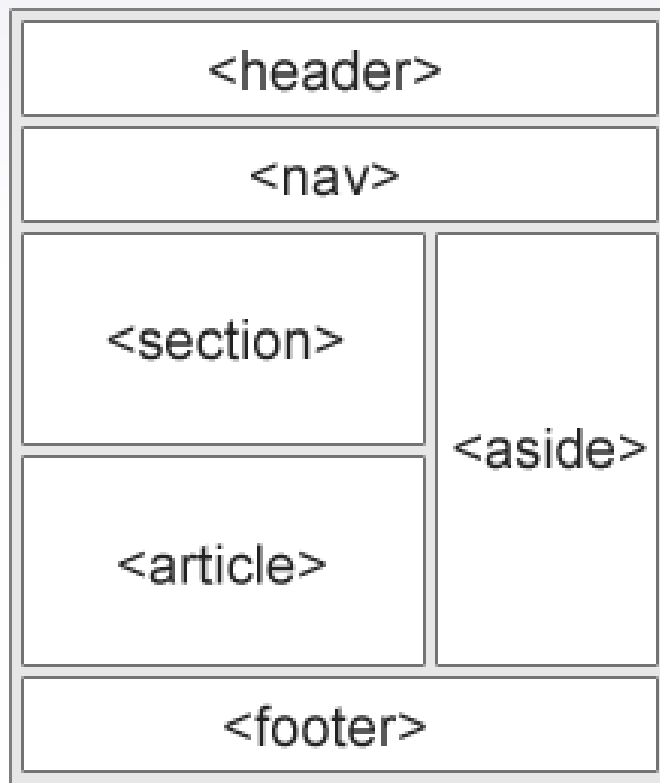 <header>
<nav>
<section>
<aside>
<article>
<footer>